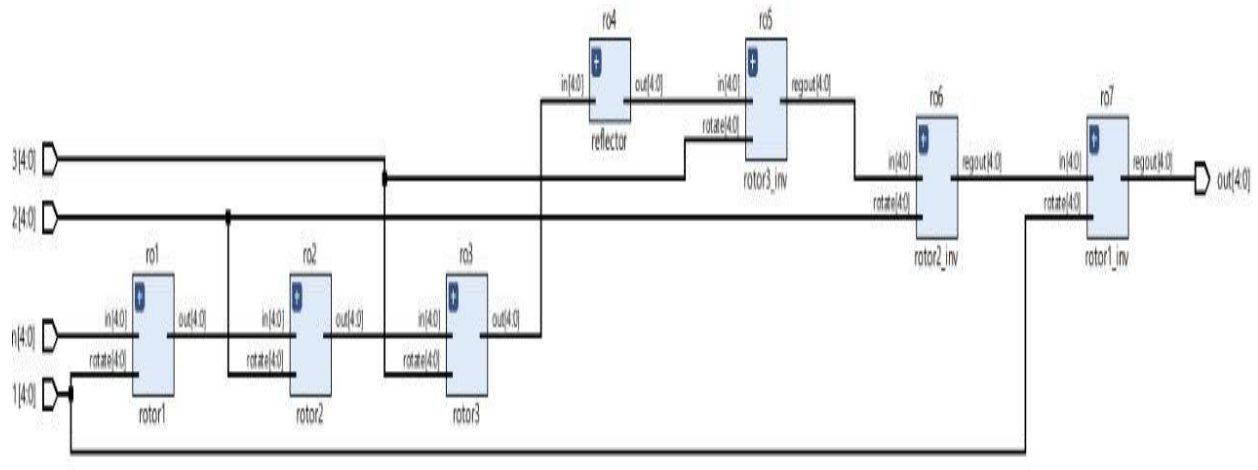 ro4
ro5
in[4:0]
out[4:0]
in[4:0]
regout[4:0]
rotate[4:0]
reflector
rotor3_inv
ro6
ro7
in[4:0]
regout[4:0]
in[4:0]
regout[4:0]
out[4:0]
rotate[4:0]
rotate[4:0]
rotor2_inv
rotor1_inv
3[4:0]
2[4:0]
ro1
ro2
ro3
n[4:0]
in[4:0]
out[4:0]
in[4:0]
out[4:0]
in[4:0]
out[4:0]
rotate[4:0]
rotate[4:0]
rotate[4:0]
1[4:0]
rotor1
rotor2
rotor3